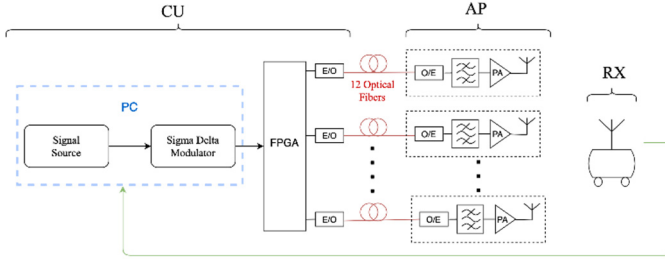 CU
AP
RX
PC
Signal
Source
Sigma Delta
Modulator
FPGA
E/O
12 Optical
Fibers
O/E
PA
E/O
O/E
PA
E/O
O/E
PA